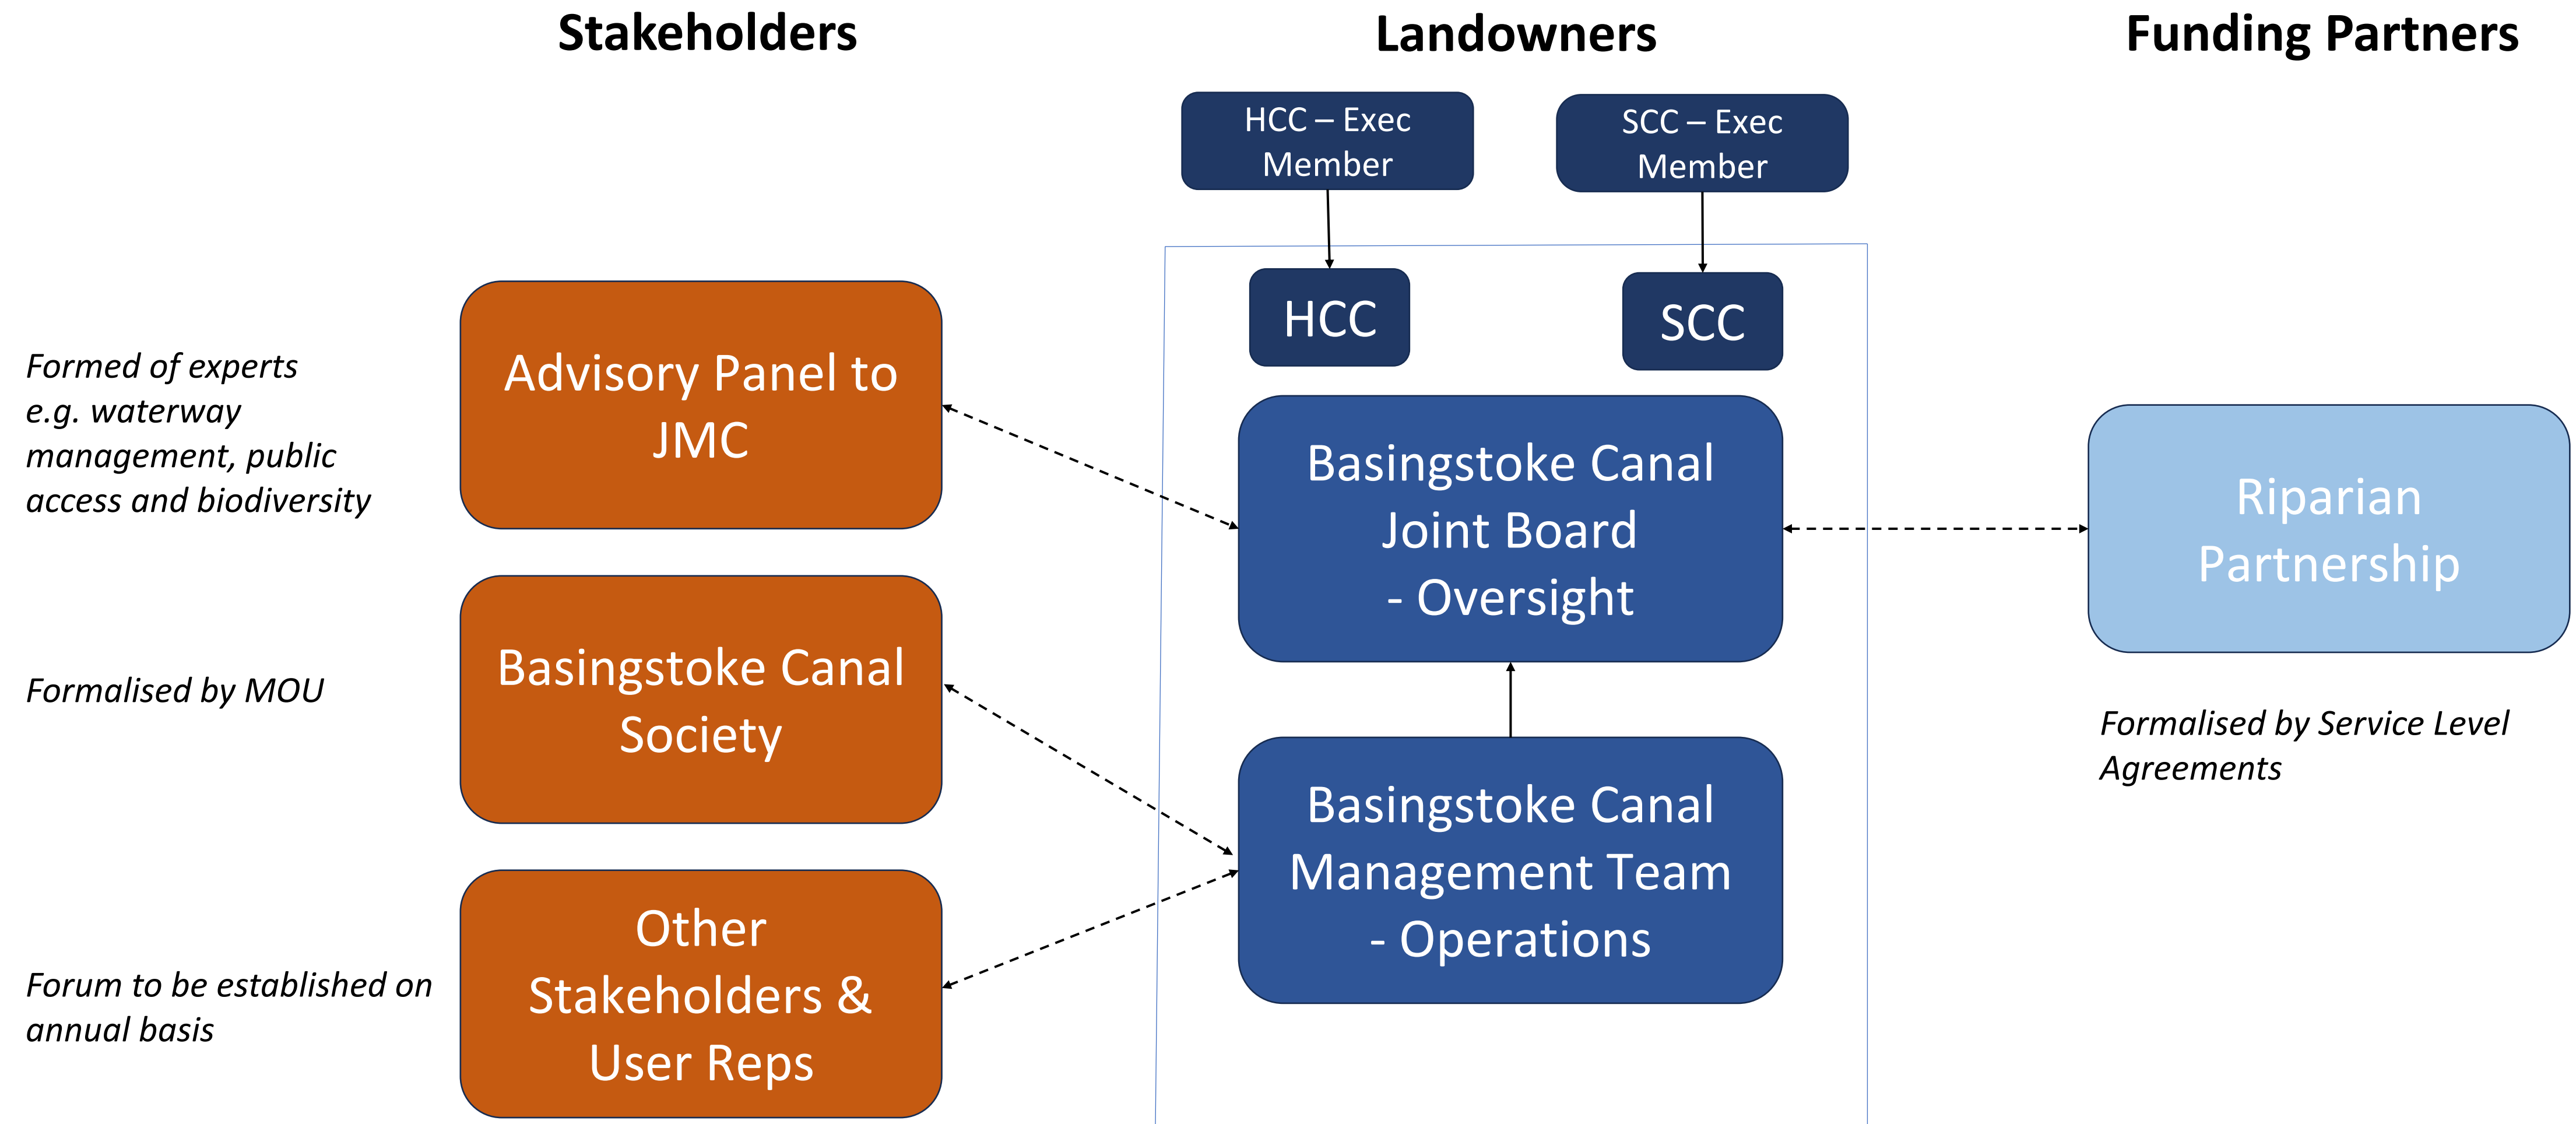 Stakeholders
Landowners
Funding Partners
HCC – Exec
Member
SCC – Exec
Member
HCC
SCC
Formed of experts
e.g. waterway
management, public
access and biodiversity
Advisory Panel to
JMC
Basingstoke Canal
Joint Board
- Oversight
Riparian
Partnership
Formalised by MOU
Basingstoke Canal
Society
Formalised by Service Level
Agreements
Basingstoke Canal
Management Team
- Operations
Forum to be established on
annual basis
Other
Stakeholders &
User Reps